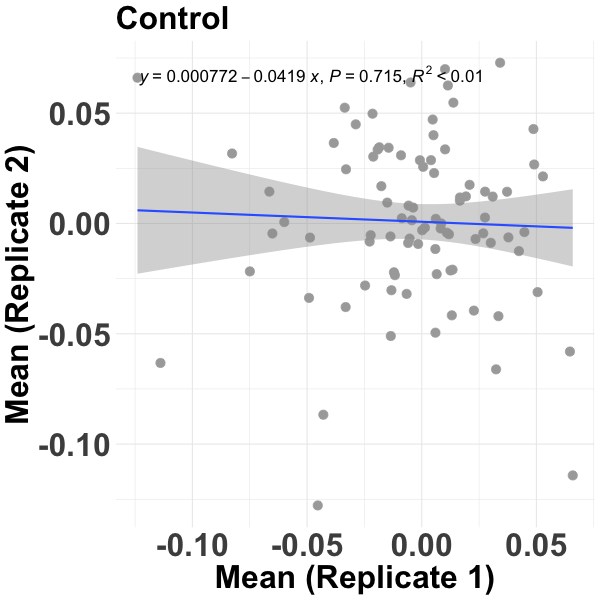 Control
y = 0.000772 – 0.0419 x, P = 0.715, R² < 0.01
Mean (Replicate 2)
0.05
0.00
-0.05
-0.10
-0.10 -0.05 0.00 0.05
Mean (Replicate 1)